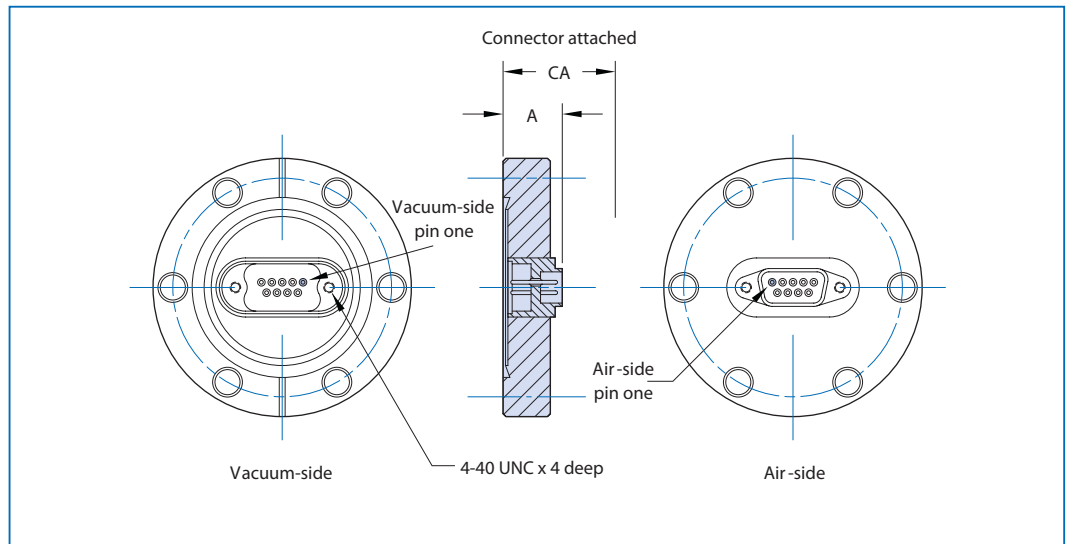 Connector attached
CA
A
Vacuum-side
pin one
Air-side
pin one
4-40 UNC x 4 deep
Vacuum-side
Air-side